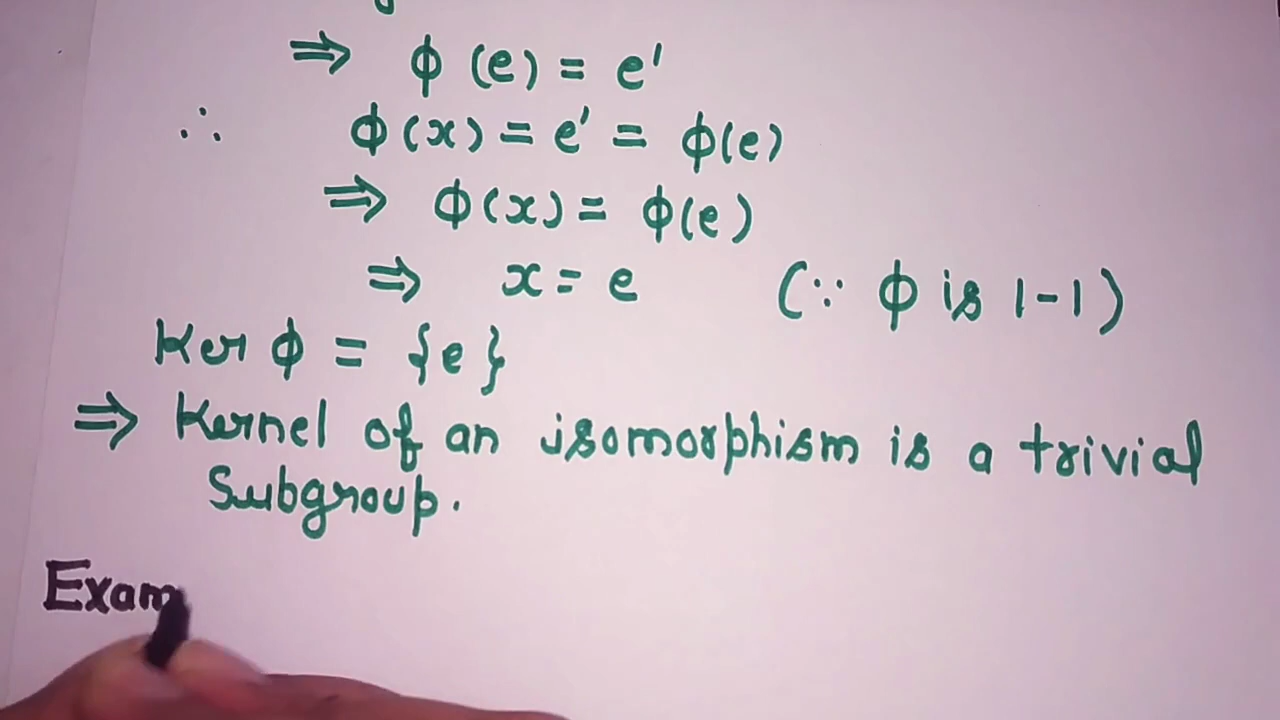 ⇒ ϕ (e) = e'
∴ ϕ(x) = e' = ϕ(e)
⇒ ϕ(x) = ϕ(e)
⇒ x = e (∵ ϕ is 1-1)
Ker ϕ = {e}
⇒ Kernel of an isomorphism is a trivial
Subgroup.
Exam